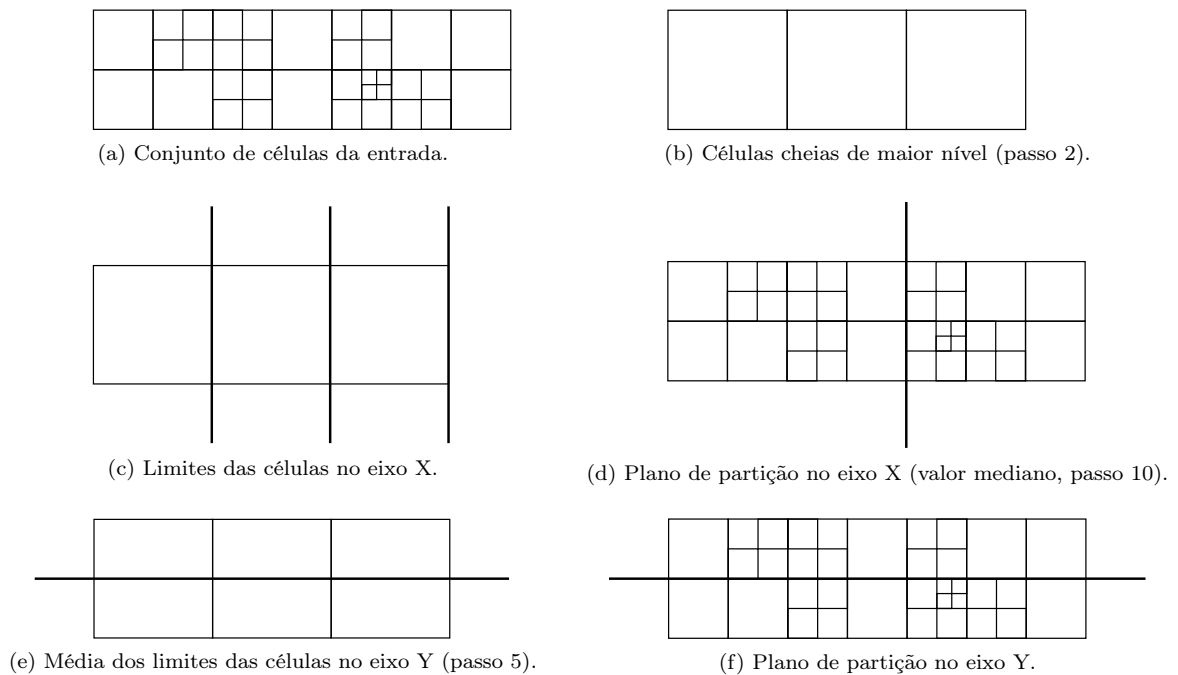 (a) Conjunto de células da entrada.
(b) Células cheias de maior nível (passo 2).
(c) Limites das células no eixo X.
(d) Plano de partição no eixo X (valor mediano, passo 10).
(e) Média dos limites das células no eixo Y (passo 5).
(f) Plano de partição no eixo Y.